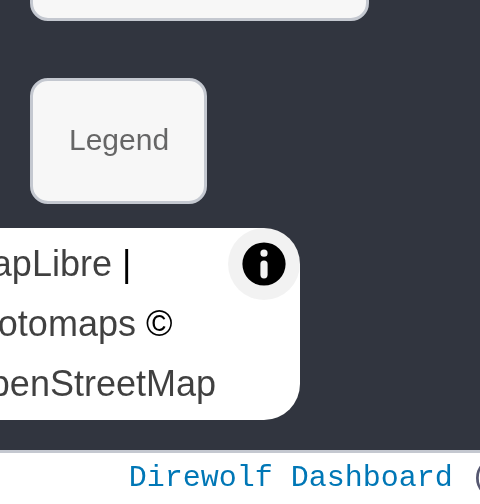 Legend
apLibre |
otomaps ©
penStreetMap
Direwolf Dashboard (